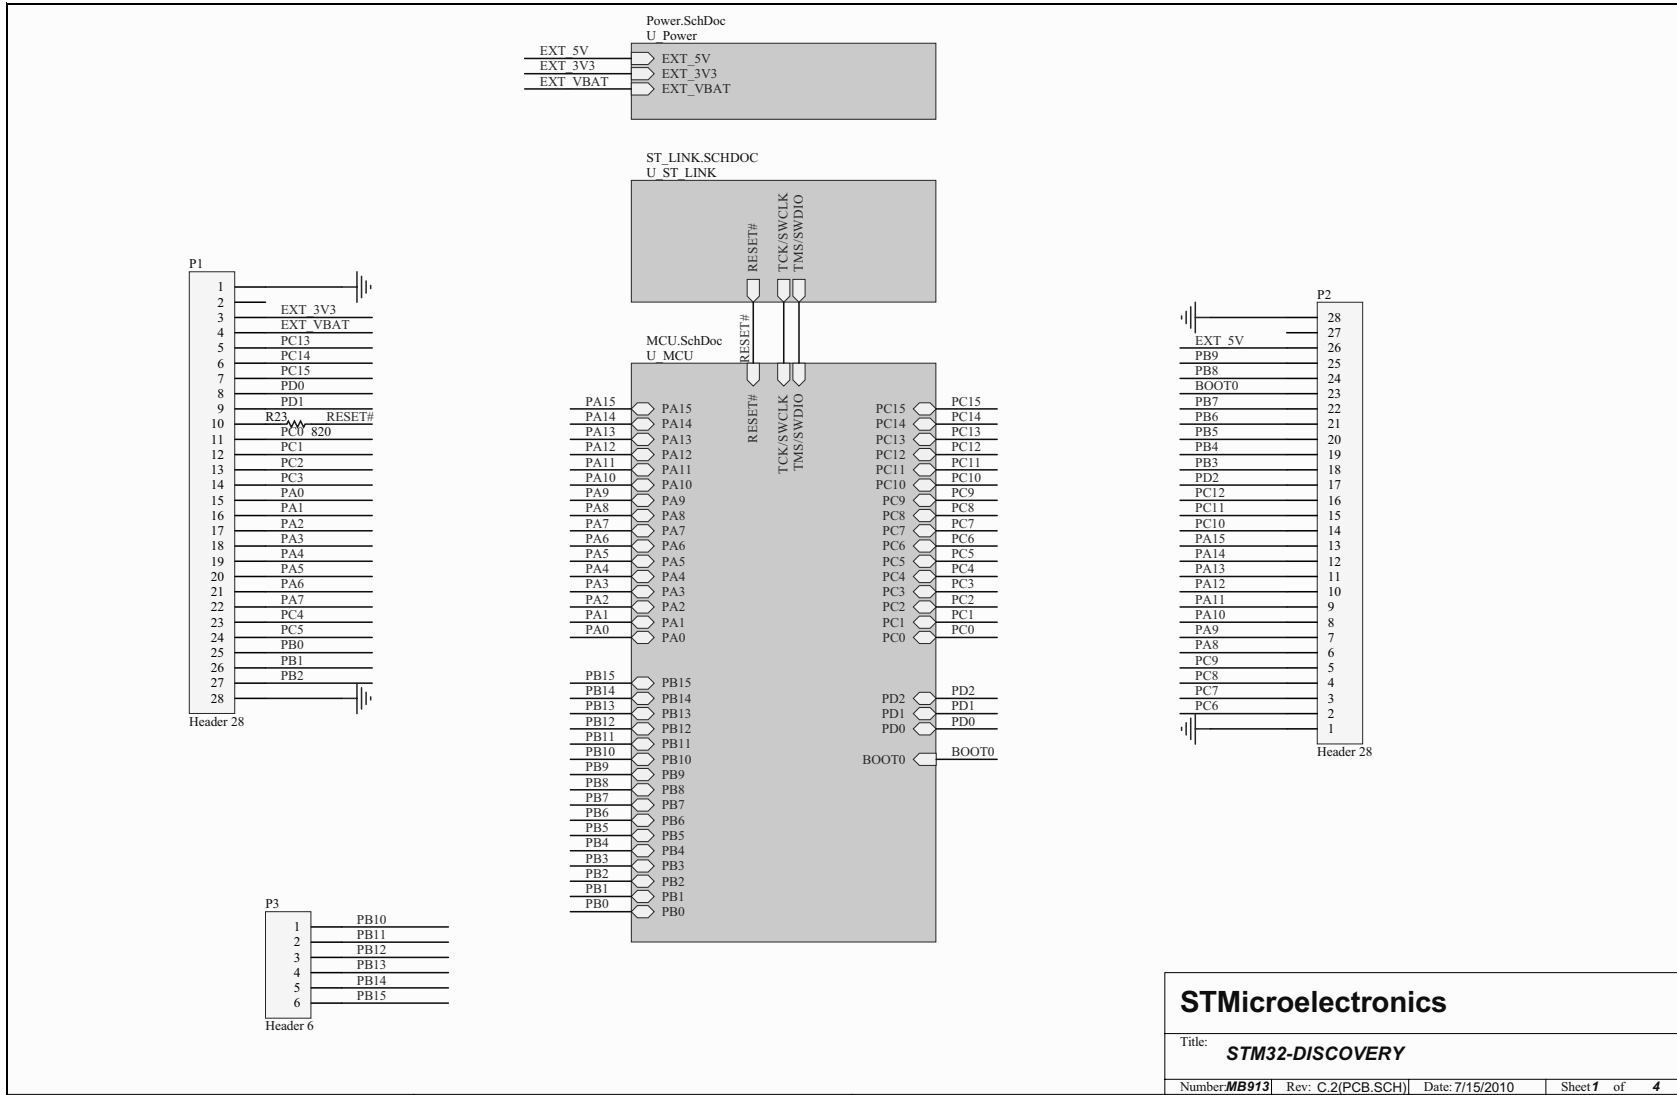 Power.SchDoc
U_Power
EXT_5V EXT_5V
EXT_3V3 EXT_3V3
EXT_VBAT EXT_VBAT
ST_LINK.SCHDOC
U_ST_LINK
RESET#
TCK/SWCLK
TMS/SWDIO
RESET#
MCU.SchDoc
U_MCU
RESET#
TCK/SWCLK
TMS/SWDIO
P1
1
2
3 EXT_3V3
4 EXT_VBAT
5 PC13
6 PC14
7 PC15
8 PD0
9 PD1
10 R23 820 RESET#
11 PC0
12 PC1
13 PC2
14 PC3
15 PA0
16 PA1
17 PA2
18 PA3
19 PA4
20 PA5
21 PA6
22 PA7
23 PC4
24 PC5
25 PB0
26 PB1
27 PB2
28
Header 28
PA15 PA15
PA14 PA14
PA13 PA13
PA12 PA12
PA11 PA11
PA10 PA10
PA9 PA9
PA8 PA8
PA7 PA7
PA6 PA6
PA5 PA5
PA4 PA4
PA3 PA3
PA2 PA2
PA1 PA1
PA0 PA0
PB15 PB15
PB14 PB14
PB13 PB13
PB12 PB12
PB11 PB11
PB10 PB10
PB9 PB9
PB8 PB8
PB7 PB7
PB6 PB6
PB5 PB5
PB4 PB4
PB3 PB3
PB2 PB2
PB1 PB1
PB0 PB0
PC15 PC15
PC14 PC14
PC13 PC13
PC12 PC12
PC11 PC11
PC10 PC10
PC9 PC9
PC8 PC8
PC7 PC7
PC6 PC6
PC5 PC5
PC4 PC4
PC3 PC3
PC2 PC2
PC1 PC1
PC0 PC0
PD2 PD2
PD1 PD1
PD0 PD0
BOOT0 BOOT0
P2
28
27
EXT_5V 26
PB9 25
PB8 24
BOOT0 23
PB7 22
PB6 21
PB5 20
PB4 19
PB3 18
PD2 17
PC12 16
PC11 15
PC10 14
PA15 13
PA14 12
PA13 11
PA12 10
PA11 9
PA10 8
PA9 7
PA8 6
PC9 5
PC8 4
PC7 3
PC6 2
1
Header 28
P3
1 PB10
2 PB11
3 PB12
4 PB13
5 PB14
6 PB15
Header 6
STMicroelectronics
Title: STM32-DISCOVERY
Number:MB913 Rev: C.2(PCB.SCH) Date:7/15/2010 Sheet 1 of 4